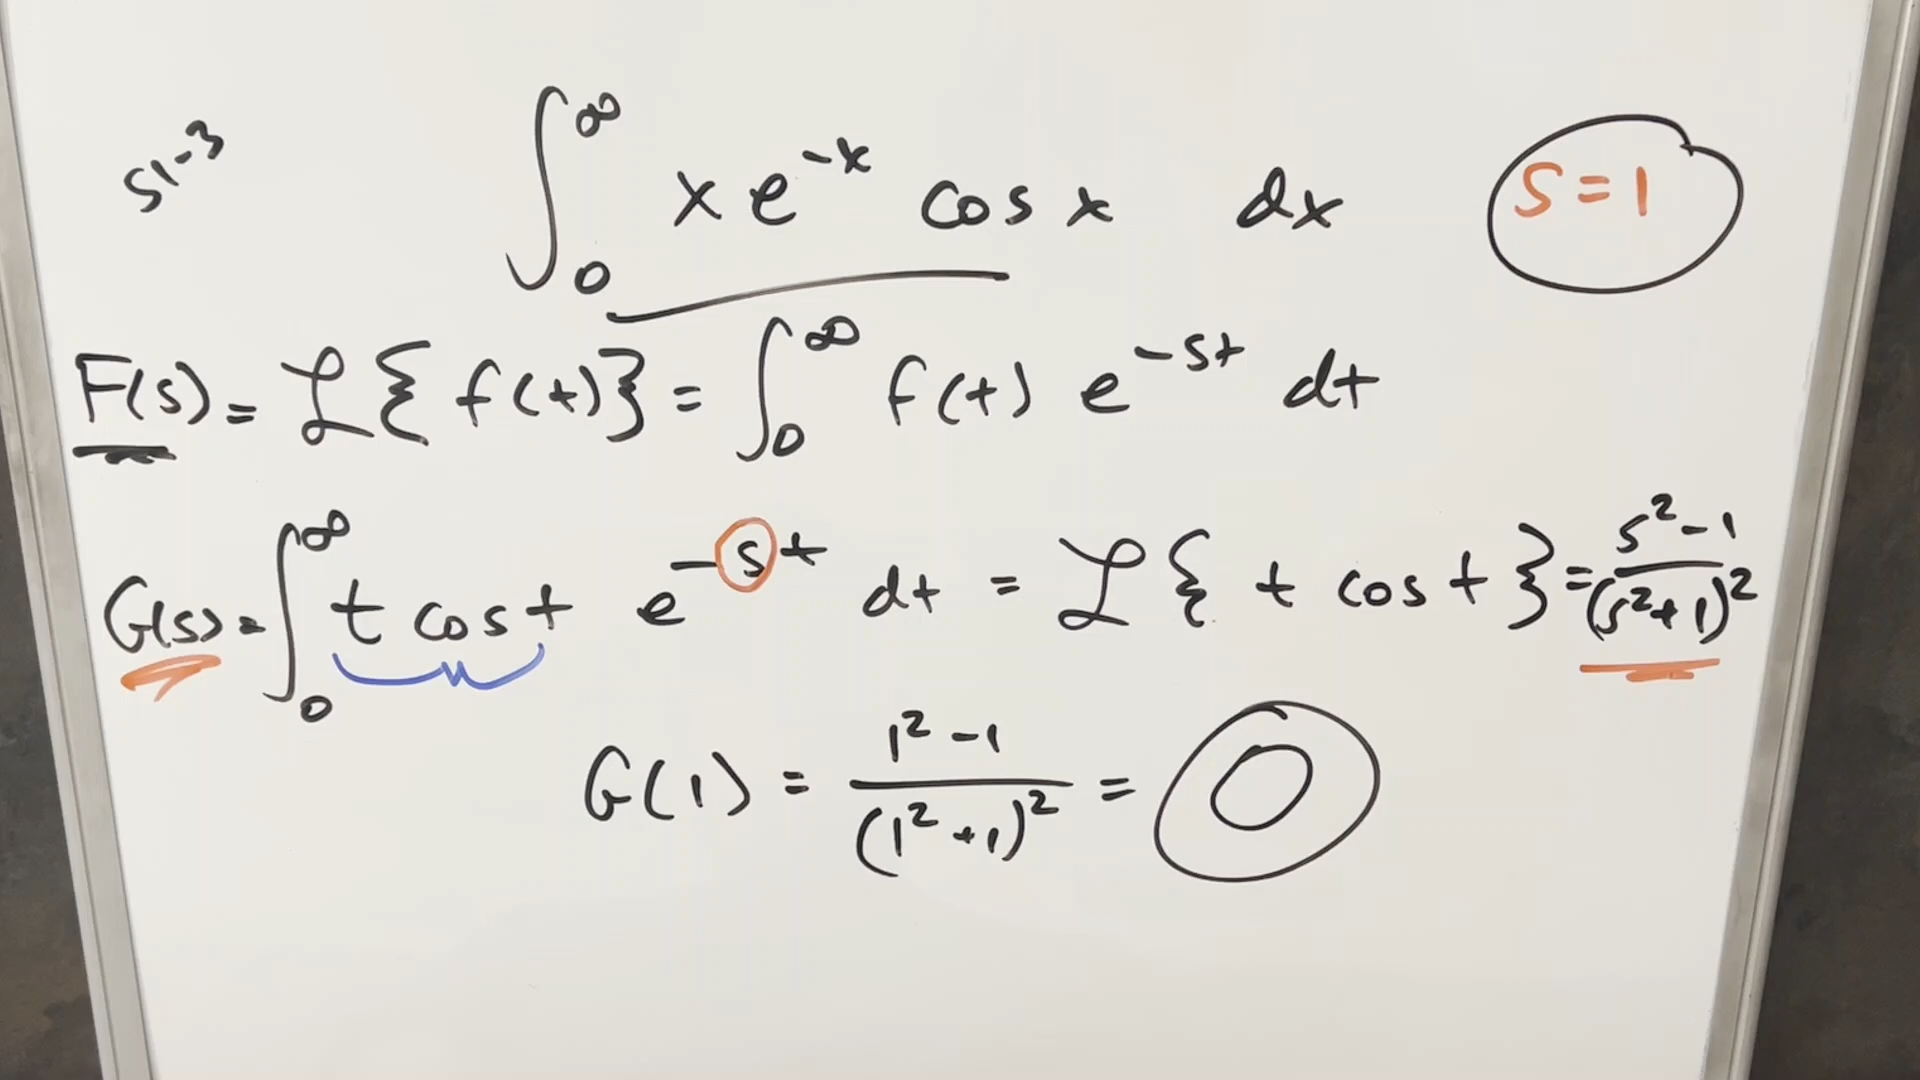 S1-3
∫₀^∞ x e^{-x} cos x dx
S = 1
F(s) = ℒ{ f(t) } = ∫₀^∞ f(t) e^{-st} dt
G(s) = ∫₀^∞ t cos t e^{-st} dt = ℒ{ t cos t } = (s²-1)/(s²+1)²
G(1) = (1²-1)/(1²+1)² = 0